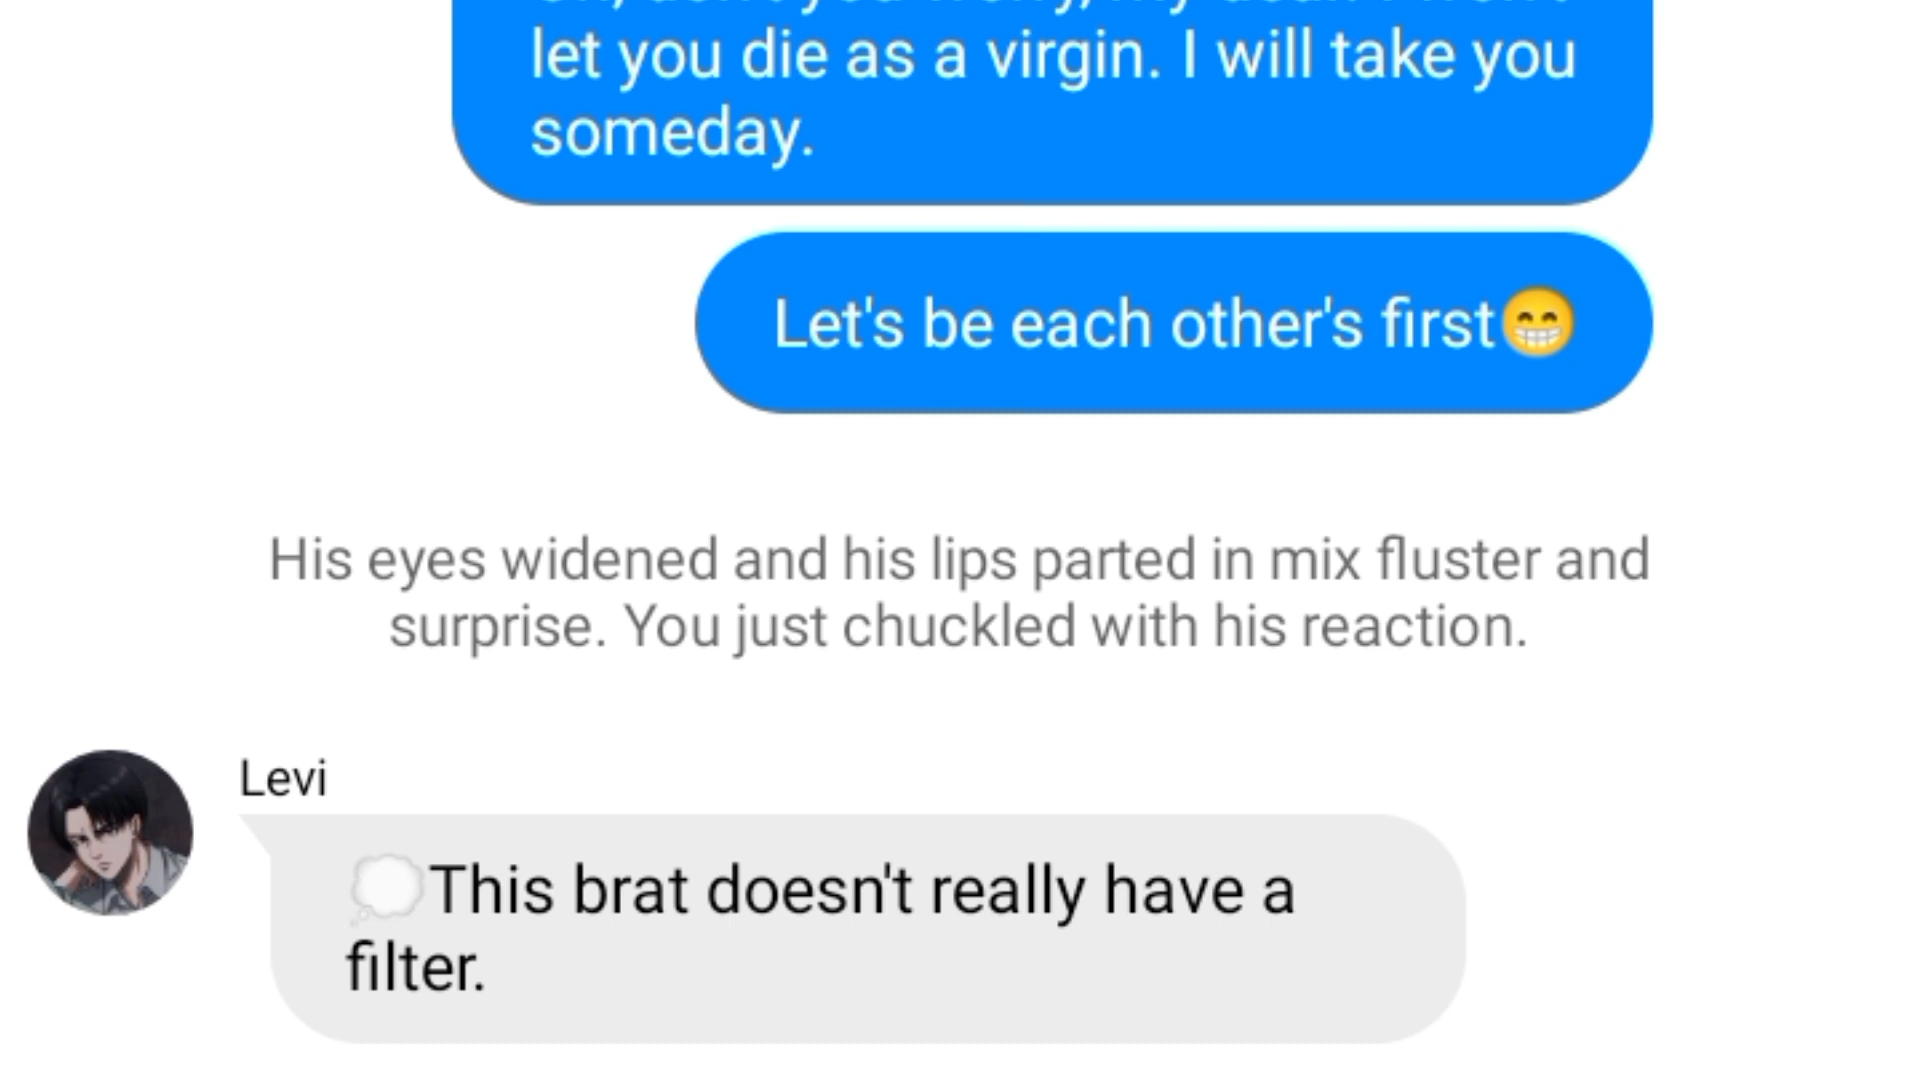 let you die as a virgin. I will take you
someday.
Let's be each other's first😁
His eyes widened and his lips parted in mix fluster and
surprise. You just chuckled with his reaction.
Levi
💭This brat doesn't really have a
filter.